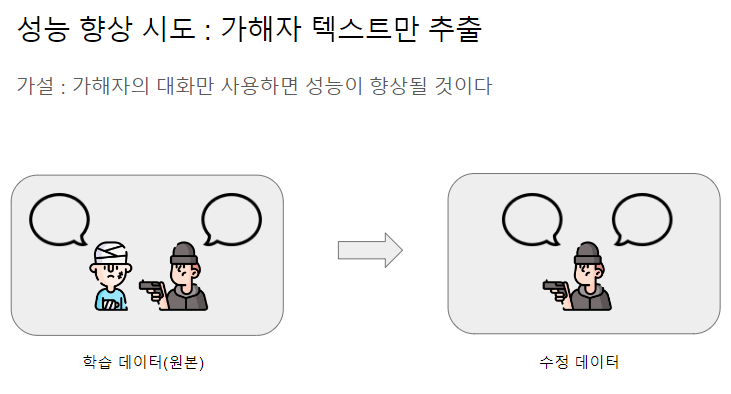 성능 향상 시도 : 가해자 텍스트만 추출
가설 : 가해자의 대화만 사용하면 성능이 향상될 것이다
학습 데이터(원본)
수정 데이터